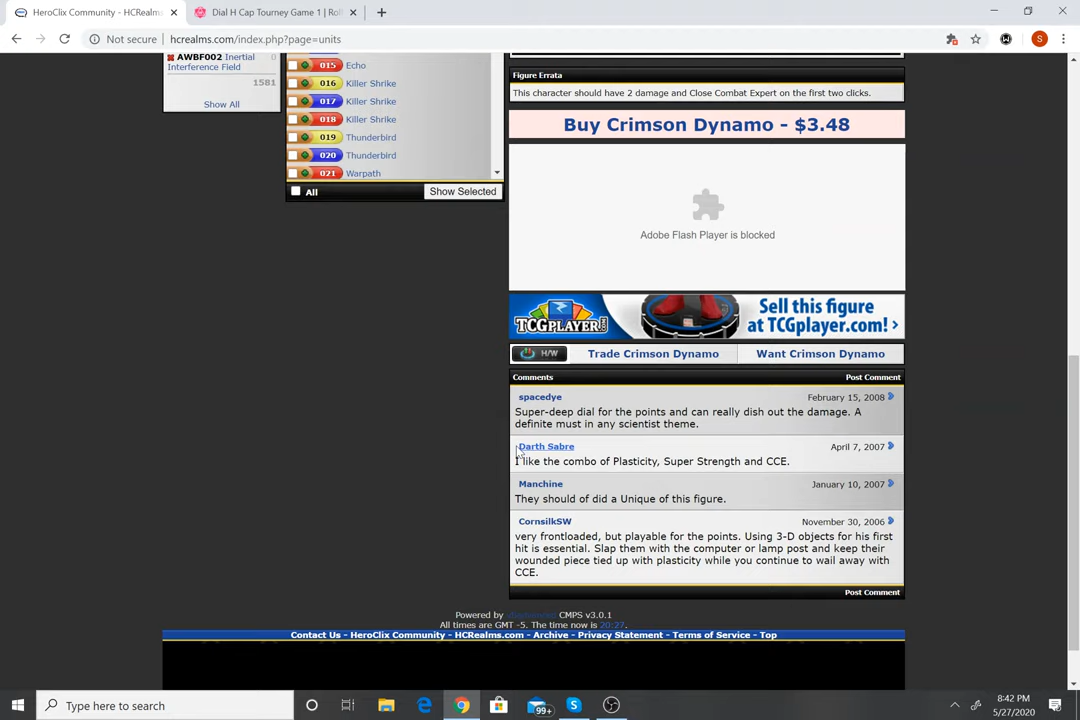 HeroClix Community - HCRealms.c
Dial H Cap Tourney Game 1 | Roll
Not secure | hcrealms.com/index.php?page=units
S
AWBF002 Inertial 0
Interference Field
1581
Show All
015 Echo
016 Killer Shrike
017 Killer Shrike
018 Killer Shrike
019 Thunderbird
020 Thunderbird
021 Warpath
All
Show Selected
Figure Errata
This character should have 2 damage and Close Combat Expert on the first two clicks.
Buy Crimson Dynamo - $3.48
Adobe Flash Player is blocked
TCGPLAYER
Sell this figure
at TCGplayer.com! ›
H/W
Trade Crimson Dynamo
Want Crimson Dynamo
Comments
Post Comment
spacedye
February 15, 2008
Super-deep dial for the points and can really dish out the damage. A
definite must in any scientist theme.
Darth Sabre
April 7, 2007
I like the combo of Plasticity, Super Strength and CCE.
Manchine
January 10, 2007
They should of did a Unique of this figure.
CornsilkSW
November 30, 2006
very frontloaded, but playable for the points. Using 3-D objects for his first
hit is essential. Slap them with the computer or lamp post and keep their
wounded piece tied up with plasticity while you continue to wail away with
CCE.
Post Comment
Powered by CMPS v3.0.1
All times are GMT -5. The time now is 20:27.
Contact Us - HeroClix Community - HCRealms.com - Archive - Privacy Statement - Terms of Service - Top
Type here to search
99+
8:42 PM
5/27/2020